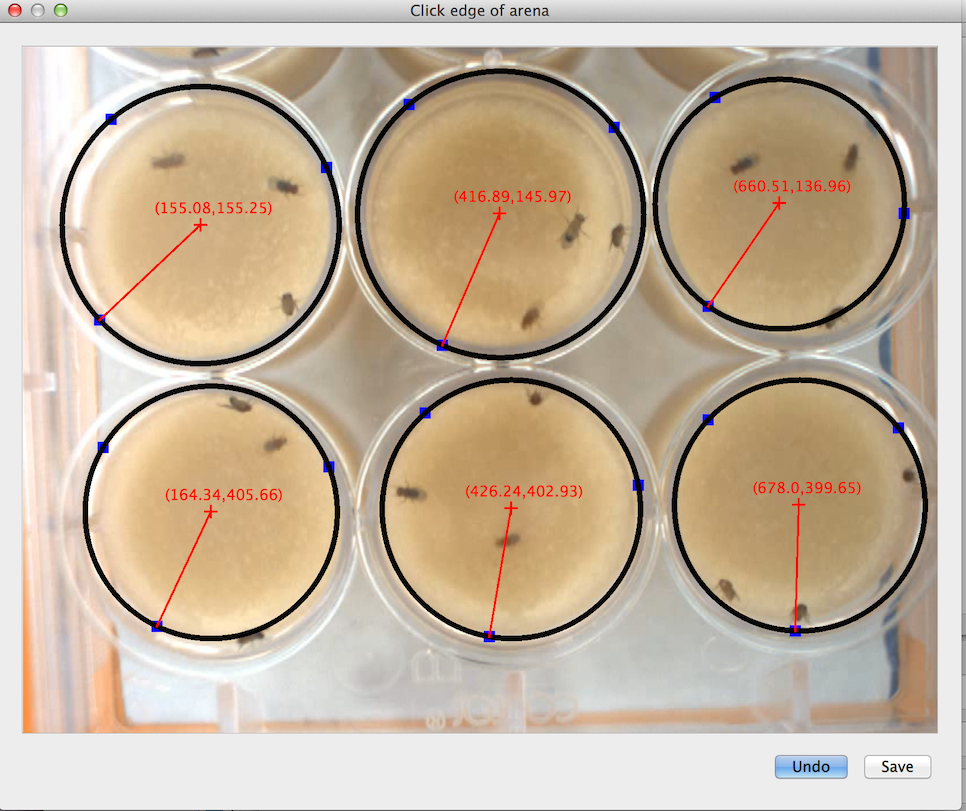 Click edge of arena
(155.08,155.25)
(416.89,145.97)
(660.51,136.96)
(164.34,405.66)
(426.24,402.93)
(678.0,399.65)
Undo
Save